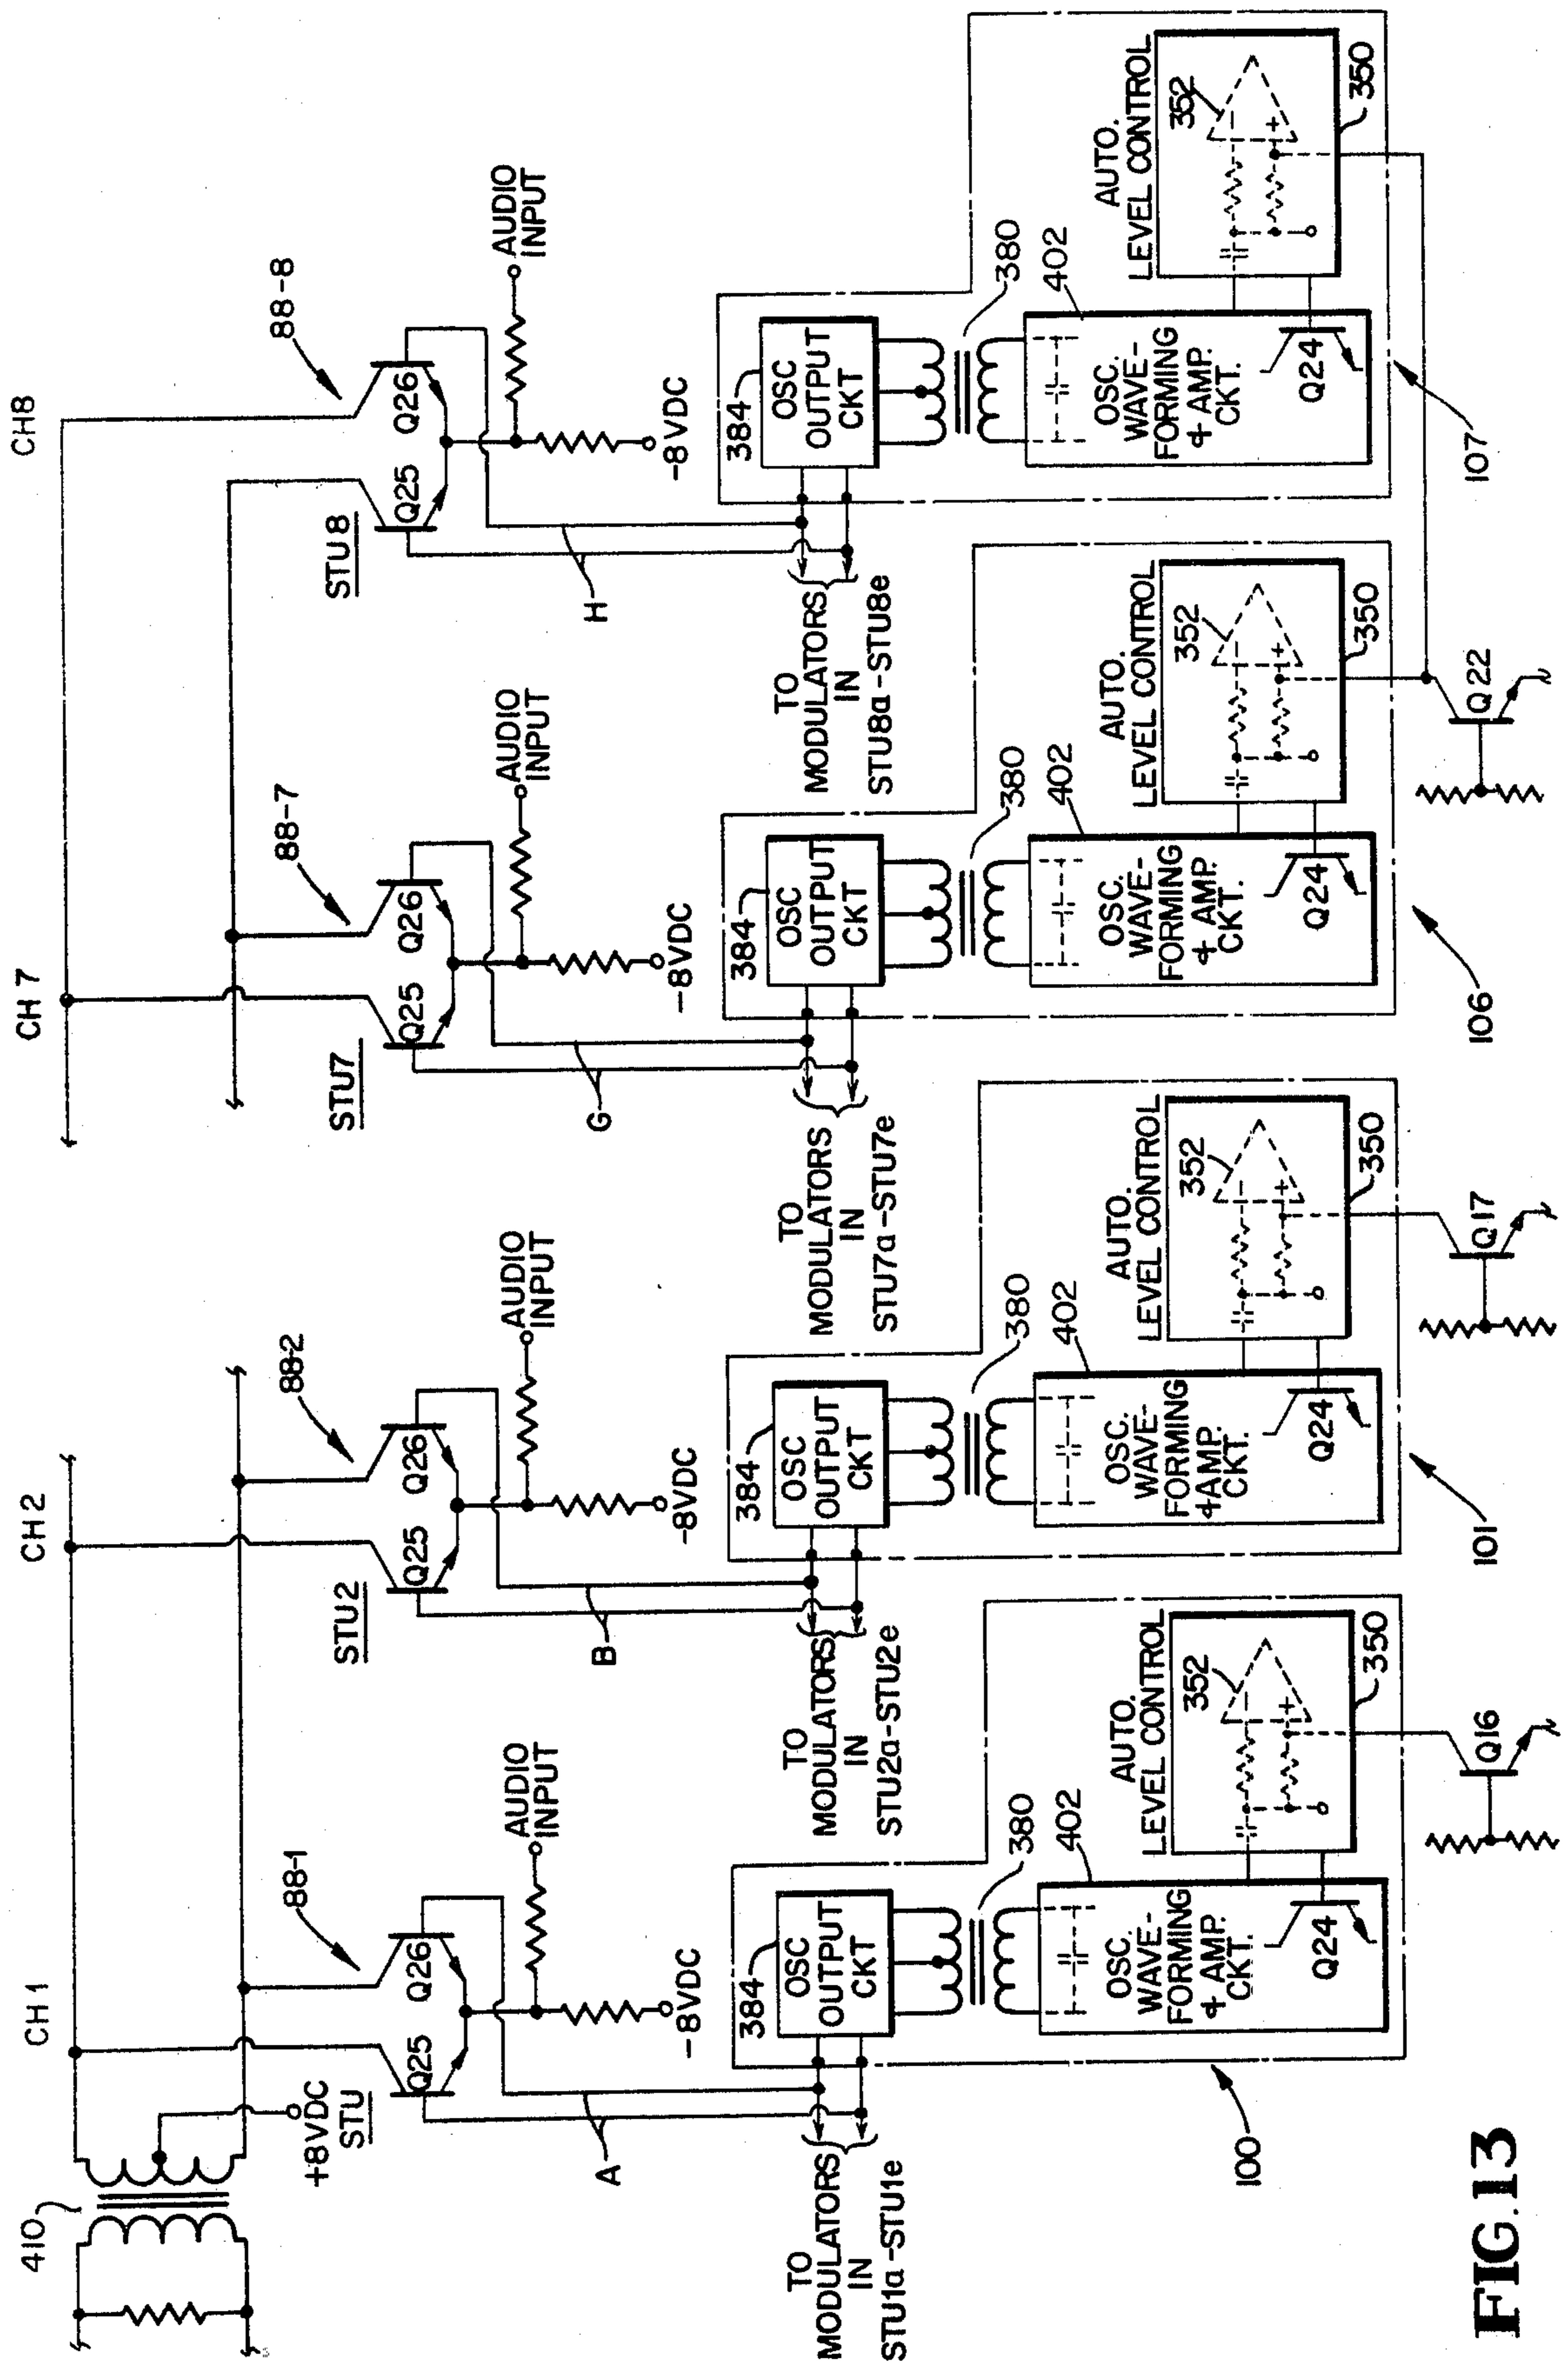 CH 1
CH 2
CH 7
CH8
410
+8VDC
STU
88-1
Q25
Q26
AUDIO
INPUT
-8VDC
A
STU2
88-2
Q25
Q26
AUDIO
INPUT
-8VDC
B
STU7
88-7
Q25
Q26
AUDIO
INPUT
-8VDC
G
STU 8
88-8
Q25
Q26
AUDIO
INPUT
-8VDC
H
TO
MODULATORS
IN
STU1a-STU1e
384
OSC
OUTPUT
CKT
380
402
OSC.
WAVE-
FORMING
& AMP.
CKT.
Q24
AUTO.
LEVEL CONTROL
352
-
+
350
100
Q16
TO
MODULATORS
IN
STU2a-STU2e
384
OSC
OUTPUT
CKT
380
402
OSC.
WAVE-
FORMING
& AMP.
CKT.
Q24
AUTO.
LEVEL CONTROL
352
-
+
350
101
Q17
TO
MODULATORS
IN
STU7a-STU7e
384
OSC
OUTPUT
CKT
380
402
OSC.
WAVE-
FORMING
& AMP.
CKT.
Q24
AUTO.
LEVEL CONTROL
352
-
+
350
106
Q22
TO
MODULATORS
IN
STU8a-STU8e
384
OSC
OUTPUT
CKT
380
402
OSC.
WAVE-
FORMING
& AMP.
CKT.
Q24
AUTO.
LEVEL CONTROL
352
-
+
350
107
FIG.13